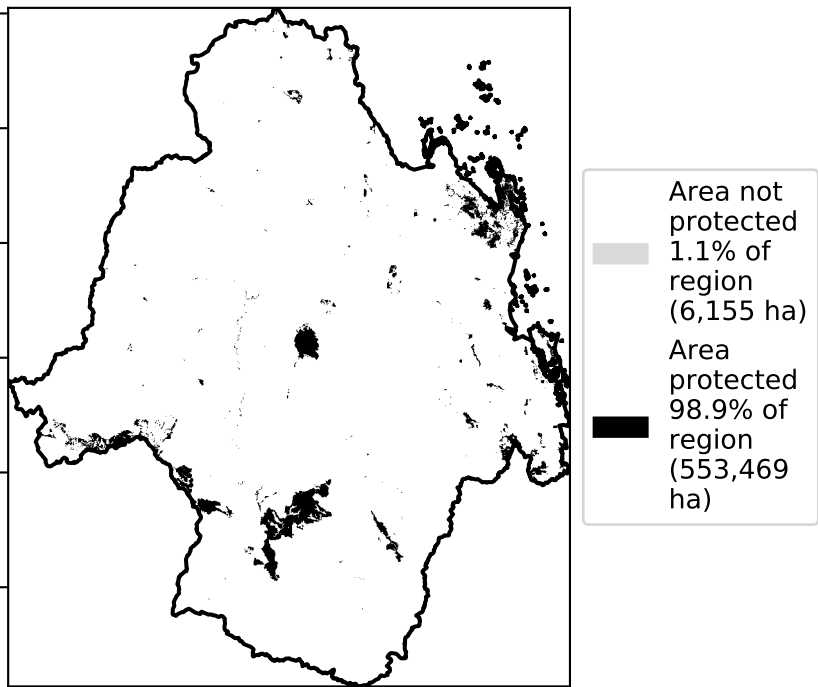 Area not
protected
1.1% of
region
(6,155 ha)
Area
protected
98.9% of
region
(553,469
ha)